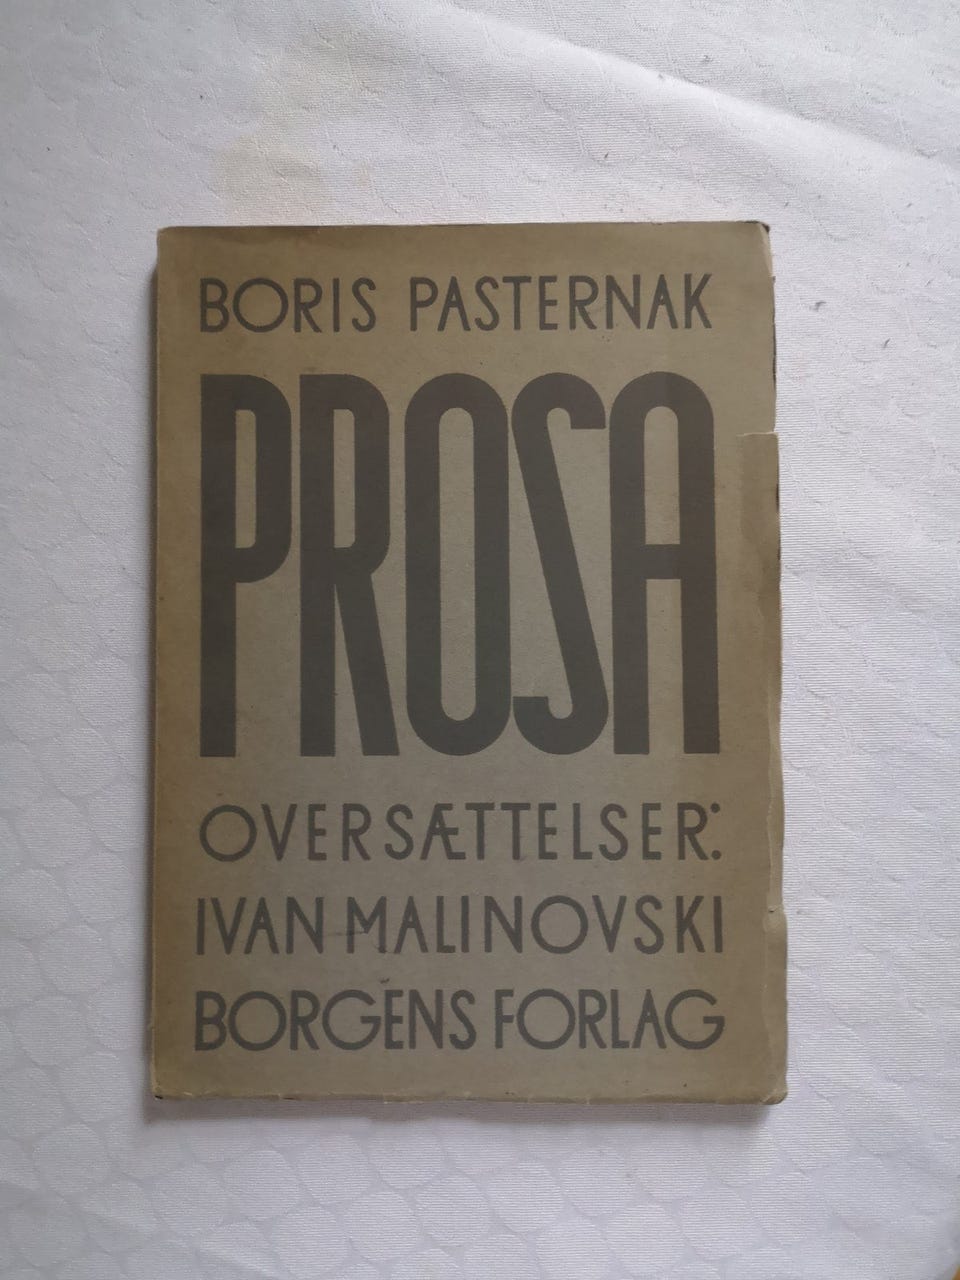 BORIS PASTERNAK
PROSA
OVERSÆTTELSER:
IVAN MALINOVSKI
BORGENS FORLAG